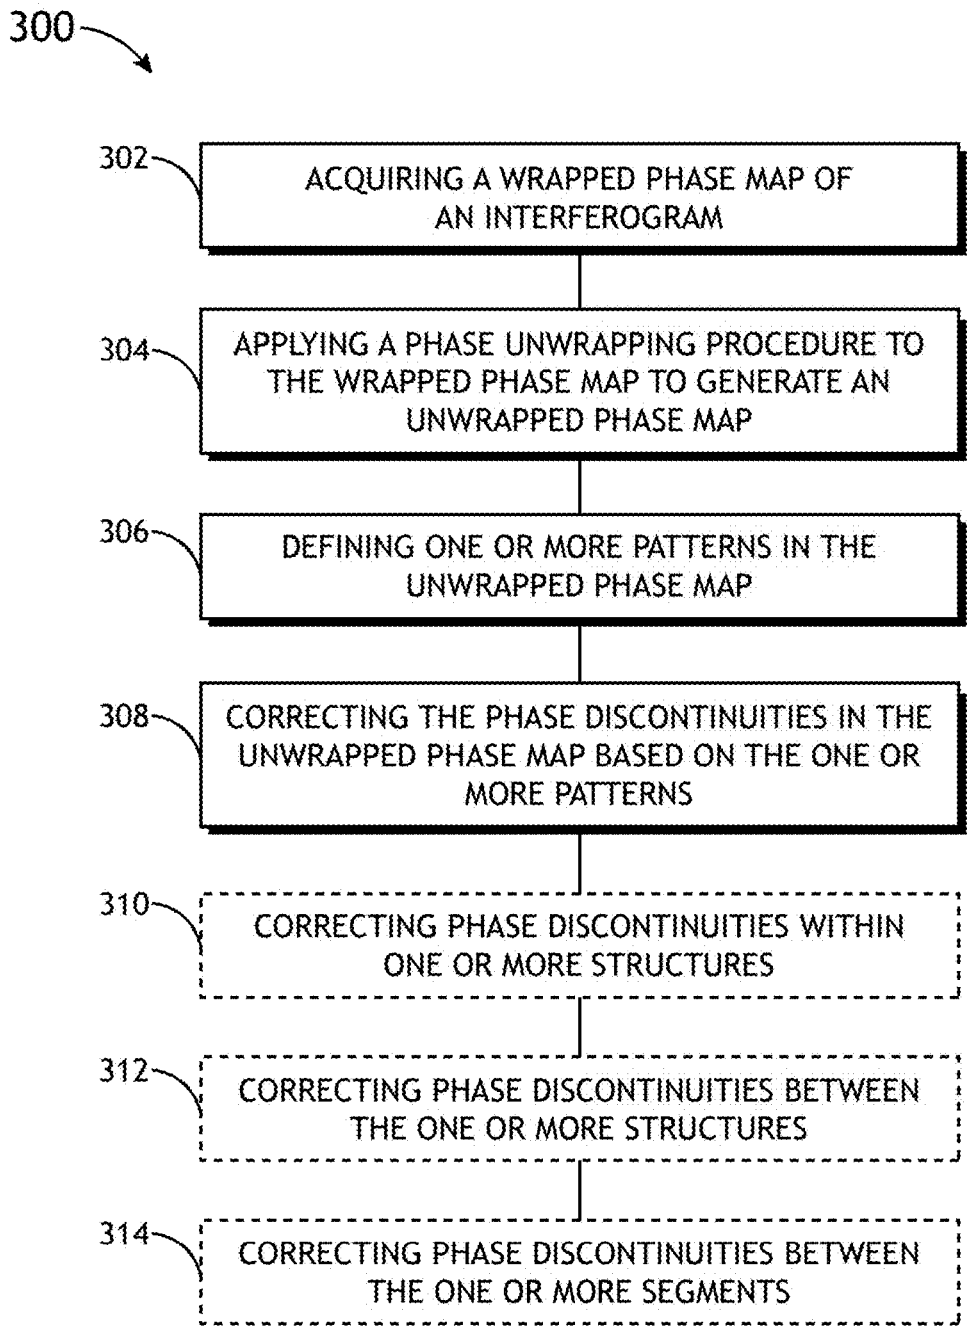 300
302
ACQUIRING A WRAPPED PHASE MAP OF
AN INTERFEROGRAM
304
APPLYING A PHASE UNWRAPPING PROCEDURE TO
THE WRAPPED PHASE MAP TO GENERATE AN
UNWRAPPED PHASE MAP
306
DEFINING ONE OR MORE PATTERNS IN THE
UNWRAPPED PHASE MAP
308
CORRECTING THE PHASE DISCONTINUITIES IN THE
UNWRAPPED PHASE MAP BASED ON THE ONE OR
MORE PATTERNS
310
CORRECTING PHASE DISCONTINUITIES WITHIN
ONE OR MORE STRUCTURES
312
CORRECTING PHASE DISCONTINUITIES BETWEEN
THE ONE OR MORE STRUCTURES
314
CORRECTING PHASE DISCONTINUITIES BETWEEN
THE ONE OR MORE SEGMENTS